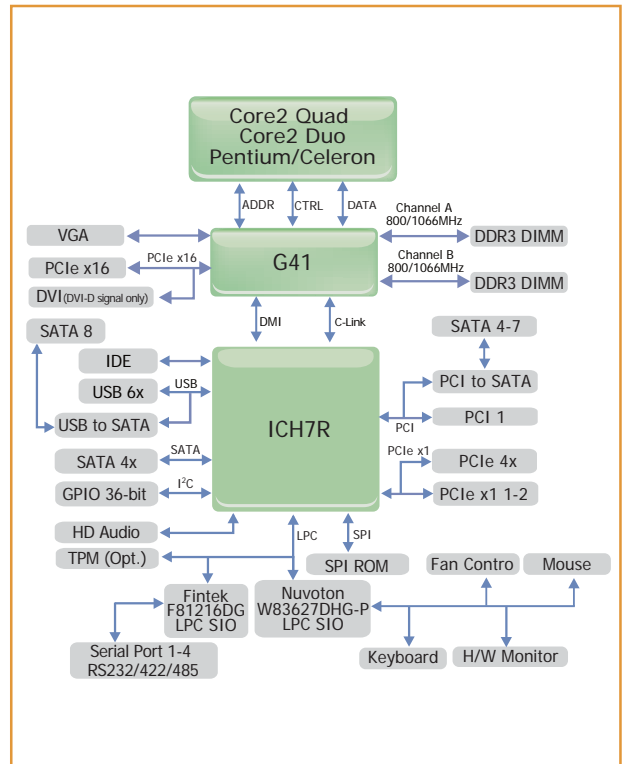 Core2 Quad
Core2 Duo
Pentium/Celeron
ADDR
CTRL
DATA
Channel A
800/1066MHz
VGA
DDR3 DIMM
G41
PCIe x16
PCIe x16
Channel B
800/1066MHz
DVI(DVI-D signal only)
DDR3 DIMM
DMI
C-Link
SATA 8
SATA 4-7
IDE
USB 6x
USB
PCI to SATA
USB to SATA
ICH7R
PCI
PCI 1
SATA 4x
SATA
PCIe x1
PCIe 4x
GPIO 36-bit
I²C
PCIe x1 1-2
HD Audio
LPC
SPI
TPM (Opt.)
SPI ROM
Fan Contro
Mouse
Fintek
F81216DG
LPC SIO
Nuvoton
W83627DHG-P
LPC SIO
Serial Port 1-4
RS232/422/485
Keyboard
H/W Monitor